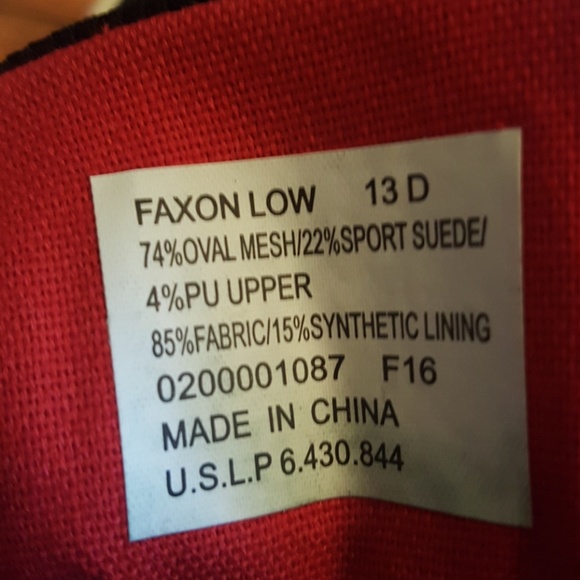 FAXON LOW 13 D
74%OVAL MESH/22%SPORT SUEDE/
4%PU UPPER
85%FABRIC/15%SYNTHETIC LINING
0200001087 F16
MADE IN CHINA
U.S.L.P 6.430.844